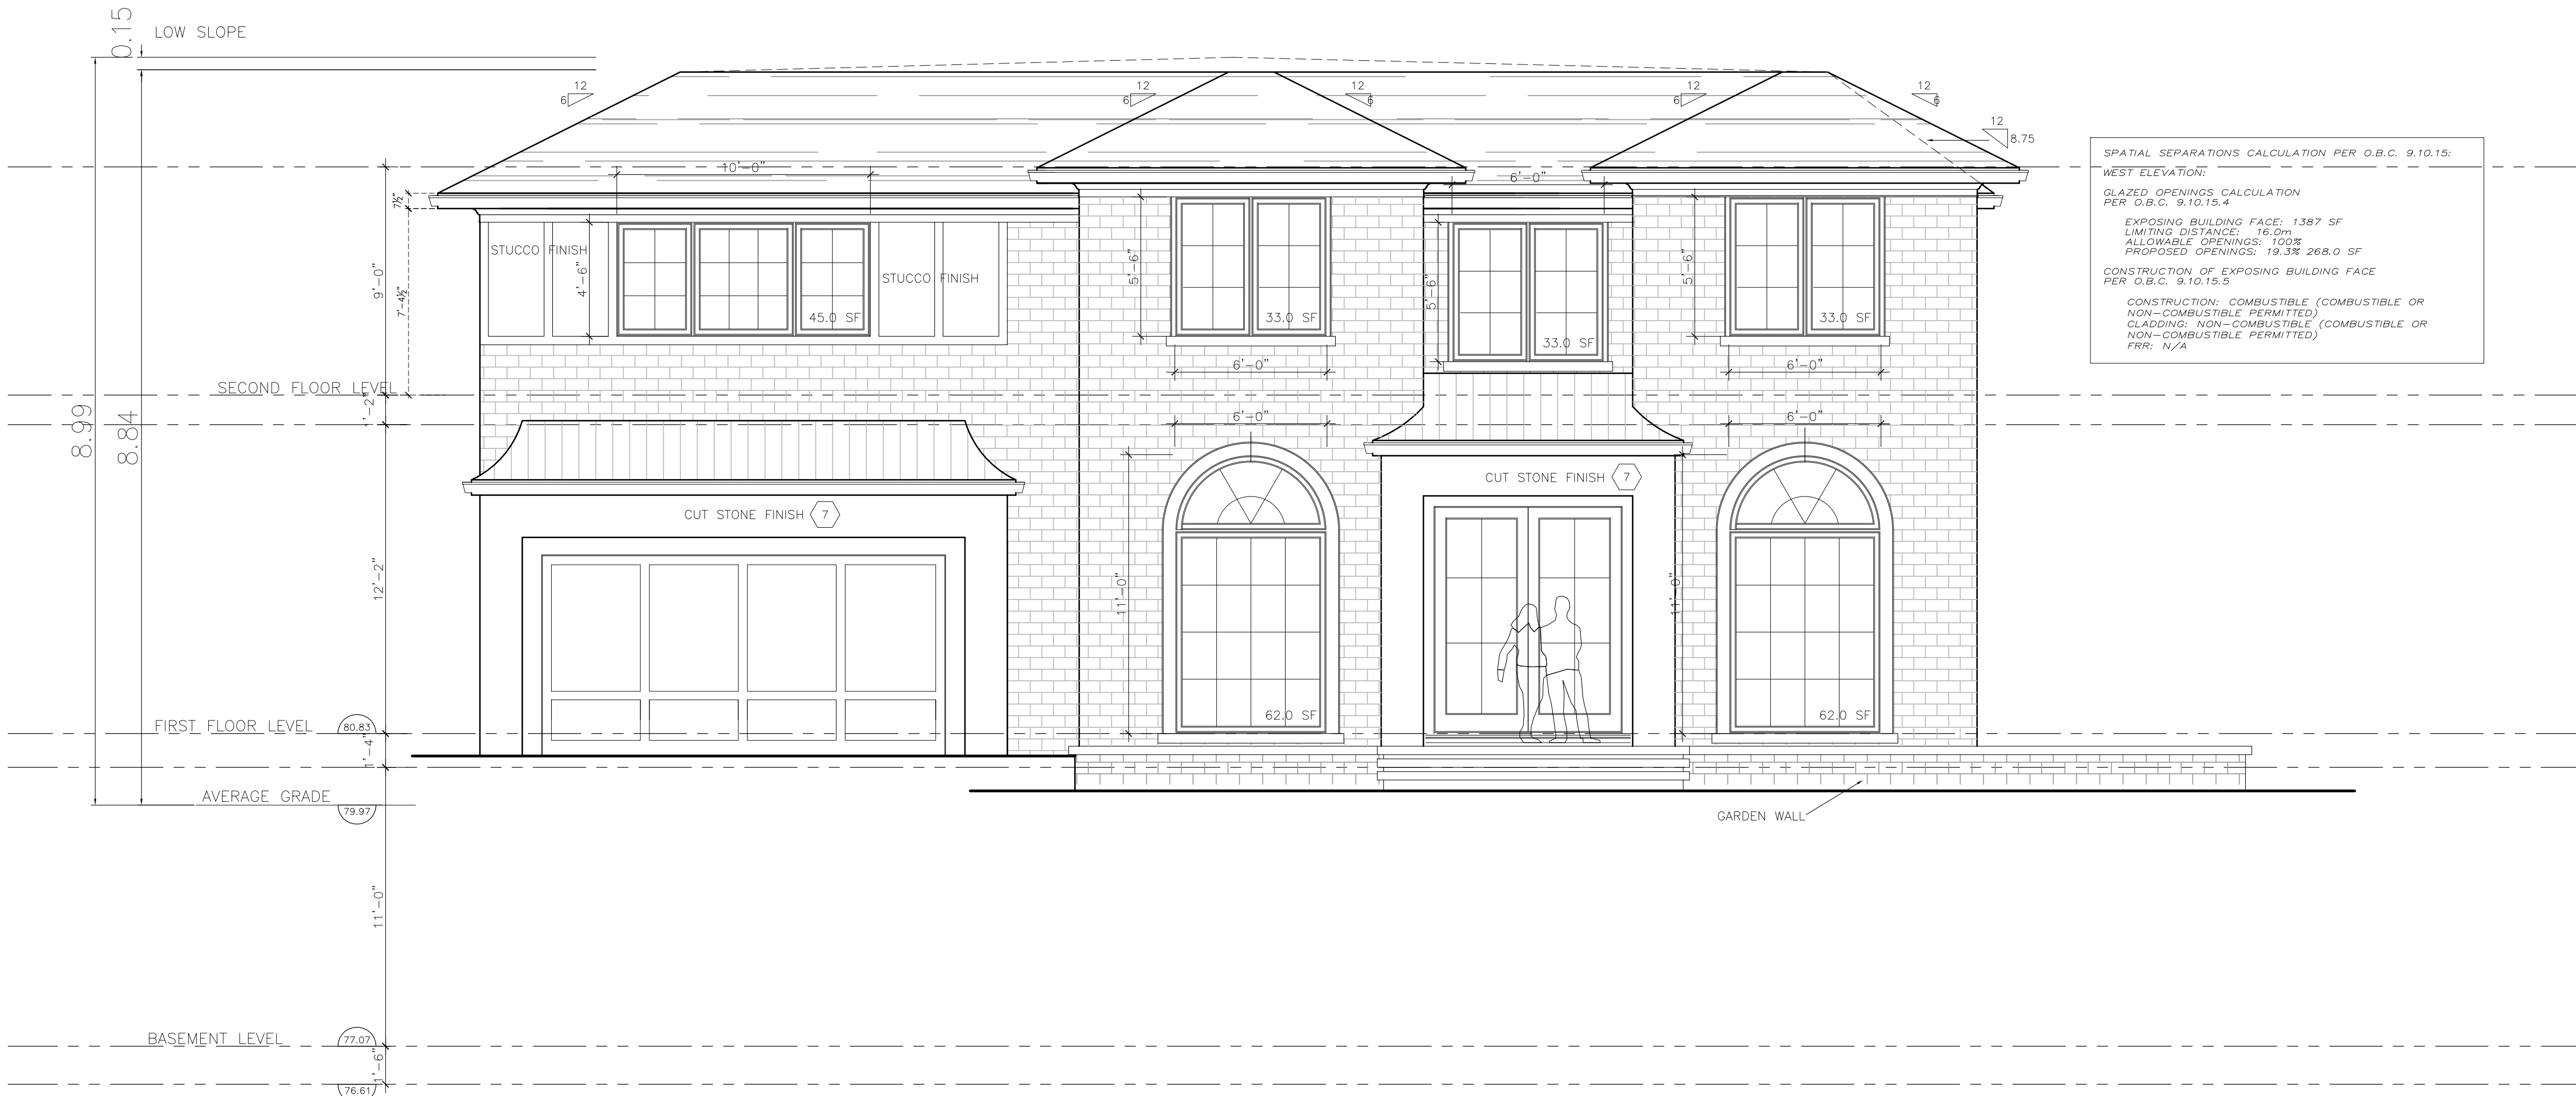 0.15
LOW SLOPE
12
6
12
6
12
6
12
6
12
6
12
8.75
10'-0"
6'-0"
7½"
9'-0"
7'-4½"
STUCCO FINISH
4'-6"
STUCCO FINISH
45.0 SF
5'-6"
33.0 SF
5'-6"
33.0 SF
5'-6"
33.0 SF
6'-0"
6'-0"
SECOND FLOOR LEVEL
1'-2"
6'-0"
6'-0"
8.99
8.84
CUT STONE FINISH 7
CUT STONE FINISH 7
12'-2"
11'-0"
11'-0"
62.0 SF
62.0 SF
FIRST FLOOR LEVEL 80.83
1'-4"
AVERAGE GRADE
79.97
GARDEN WALL
11'-0"
BASEMENT LEVEL 77.07
1'-6"
76.61
SPATIAL SEPARATIONS CALCULATION PER O.B.C. 9.10.15:
WEST ELEVATION:
GLAZED OPENINGS CALCULATION
PER O.B.C. 9.10.15.4
EXPOSING BUILDING FACE: 1387 SF
LIMITING DISTANCE: 16.0m
ALLOWABLE OPENINGS: 100%
PROPOSED OPENINGS: 19.3% 268.0 SF
CONSTRUCTION OF EXPOSING BUILDING FACE
PER O.B.C. 9.10.15.5
CONSTRUCTION: COMBUSTIBLE (COMBUSTIBLE OR
NON-COMBUSTIBLE PERMITTED)
CLADDING: NON-COMBUSTIBLE (COMBUSTIBLE OR
NON-COMBUSTIBLE PERMITTED)
FRR: N/A